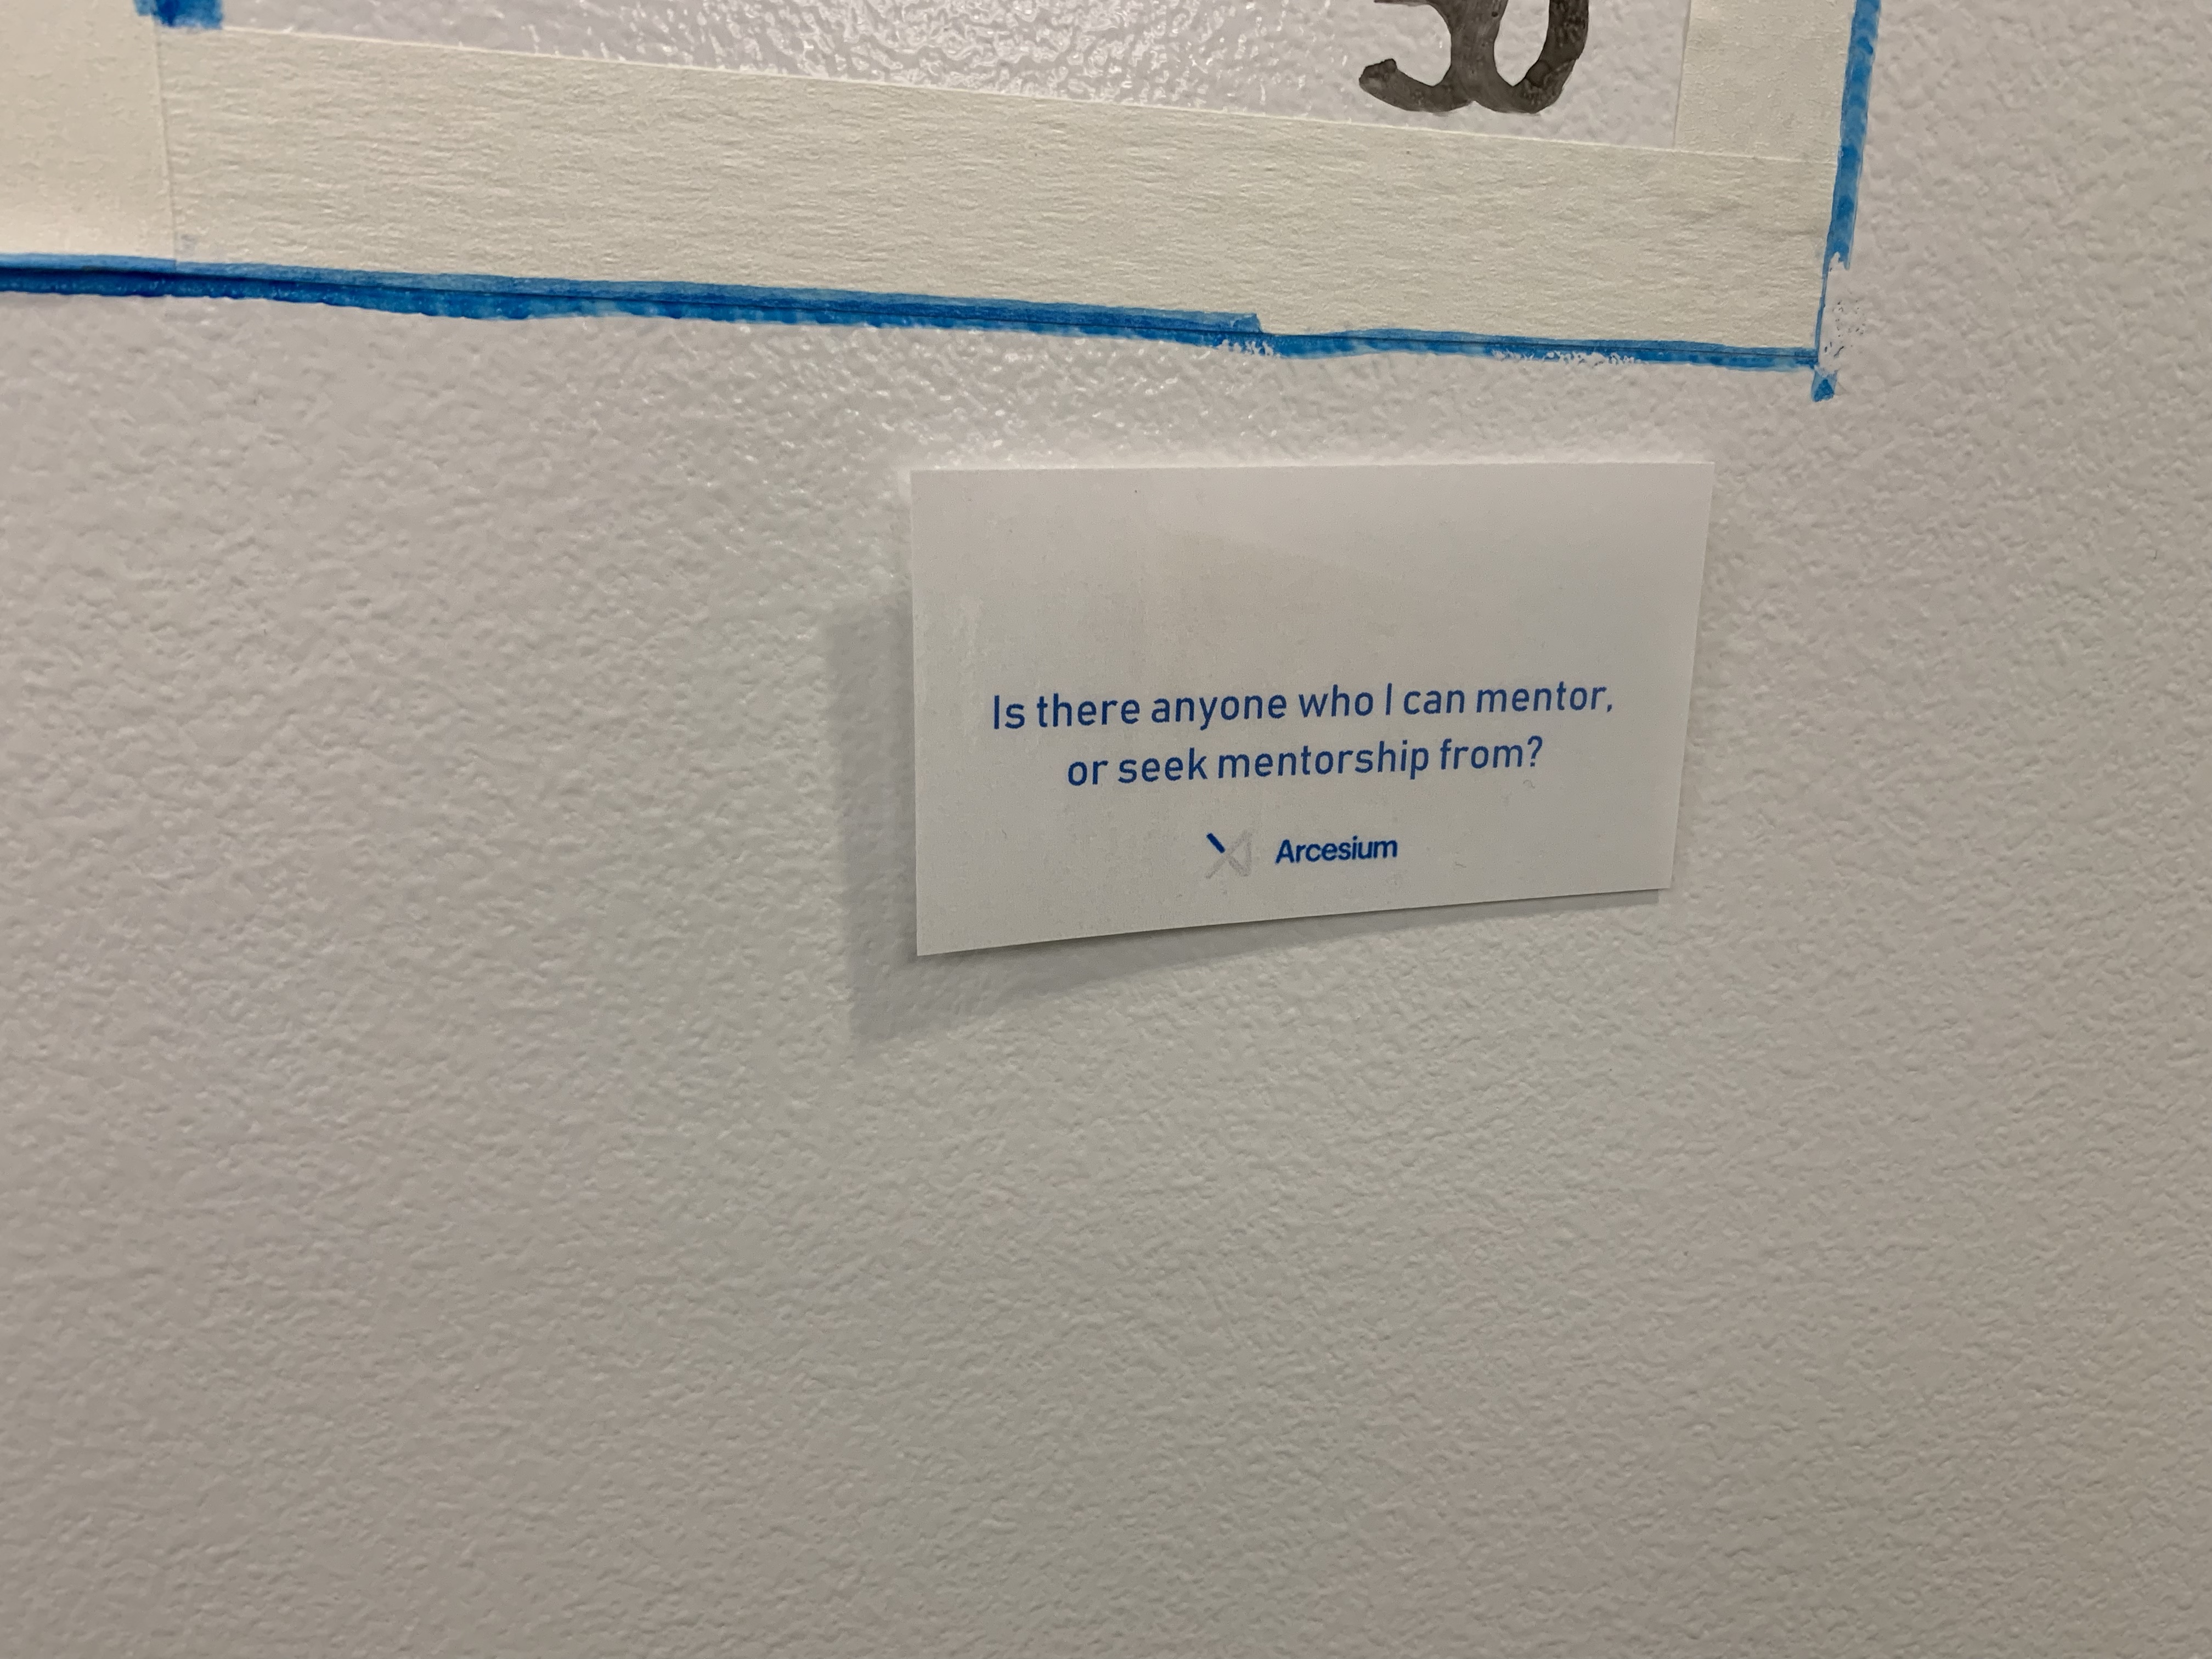 Is there anyone who I can mentor,
or seek mentorship from?
Arcesium